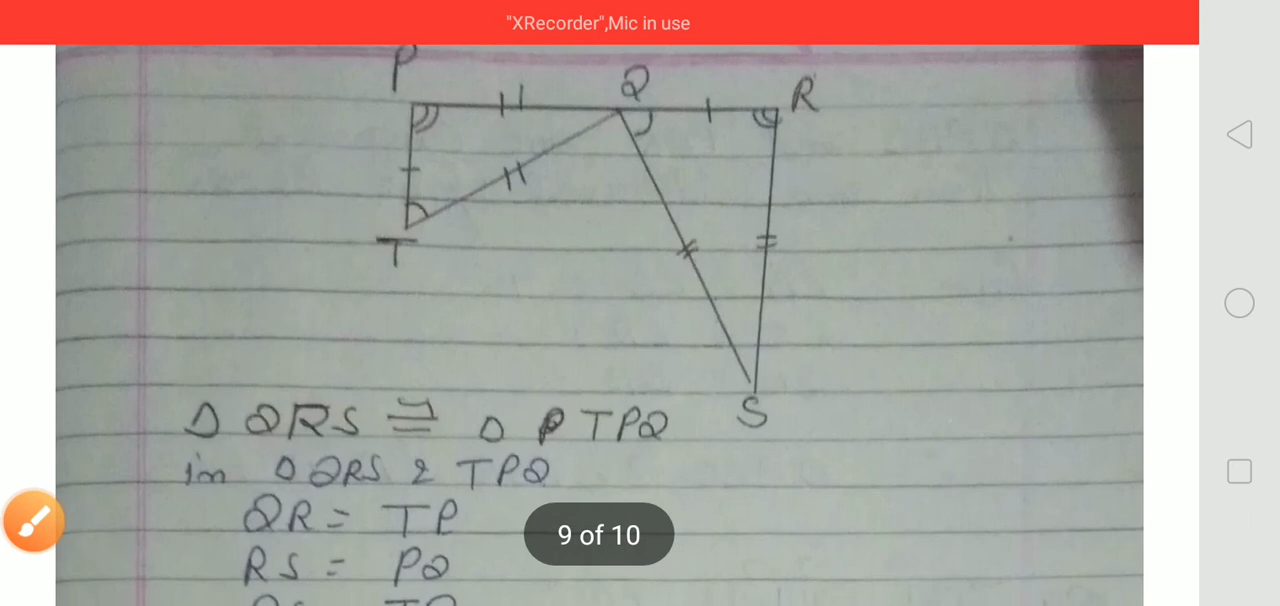 "XRecorder",Mic in use
P
Q
R
T
S
Δ QRS ≅ Δ TPQ
in Δ QRS & TPQ
QR = TP
9 of 10
RS = PQ